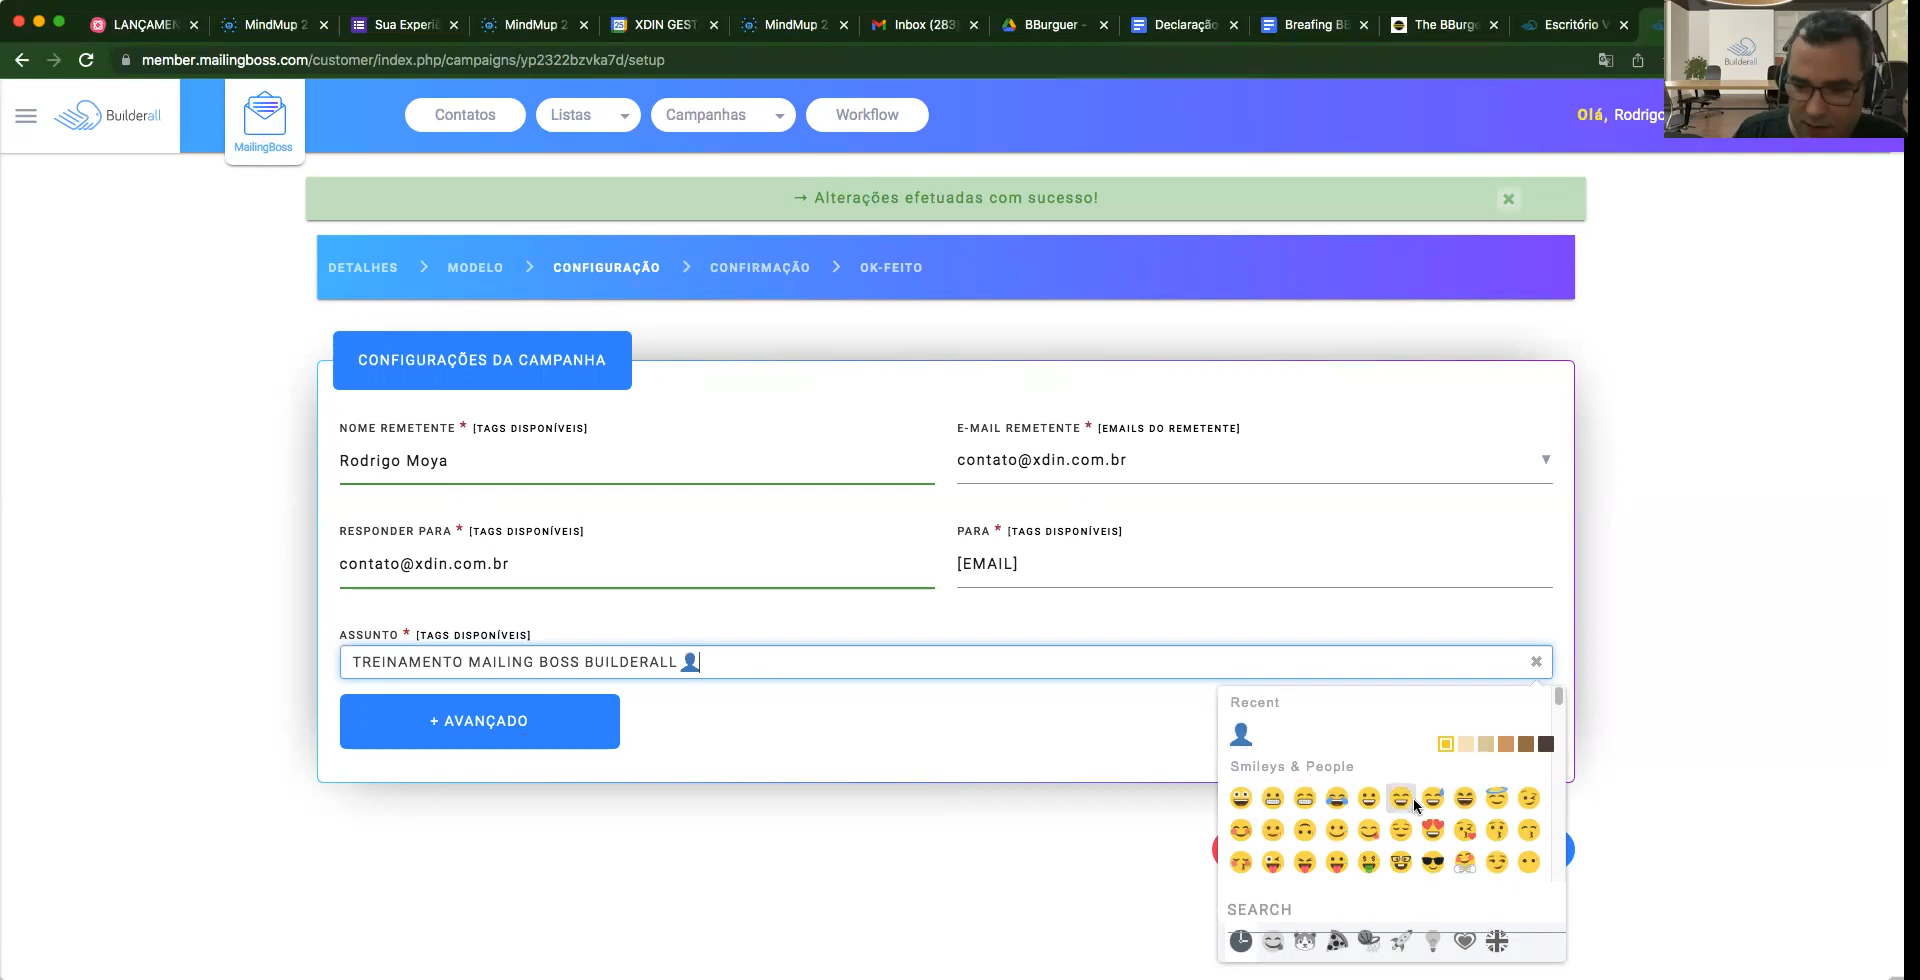 LANÇAMEN
MindMup 2
Sua Experi
MindMup 2
XDIN GEST
MindMup 2
Inbox (283)
BBurguer -
Declaração
Breafing BB
The BBurge
Escritório V
member.mailingboss.com/customer/index.php/campaigns/yp2322bzvka7d/setup
Builderall
MailingBoss
Contatos
Listas
Campanhas
Workflow
Olá, Rodrigo
Builderall
→ Alterações efetuadas com sucesso!
DETALHES
MODELO
CONFIGURAÇÃO
CONFIRMAÇÃO
OK-FEITO
CONFIGURAÇÕES DA CAMPANHA
NOME REMETENTE * [TAGS DISPONÍVEIS]
Rodrigo Moya
E-MAIL REMETENTE * [EMAILS DO REMETENTE]
contato@xdin.com.br
RESPONDER PARA * [TAGS DISPONÍVEIS]
contato@xdin.com.br
PARA * [TAGS DISPONÍVEIS]
[EMAIL]
ASSUNTO * [TAGS DISPONÍVEIS]
TREINAMENTO MAILING BOSS BUILDERALL👤
+ AVANÇADO
Recent
Smileys & People
SEARCH